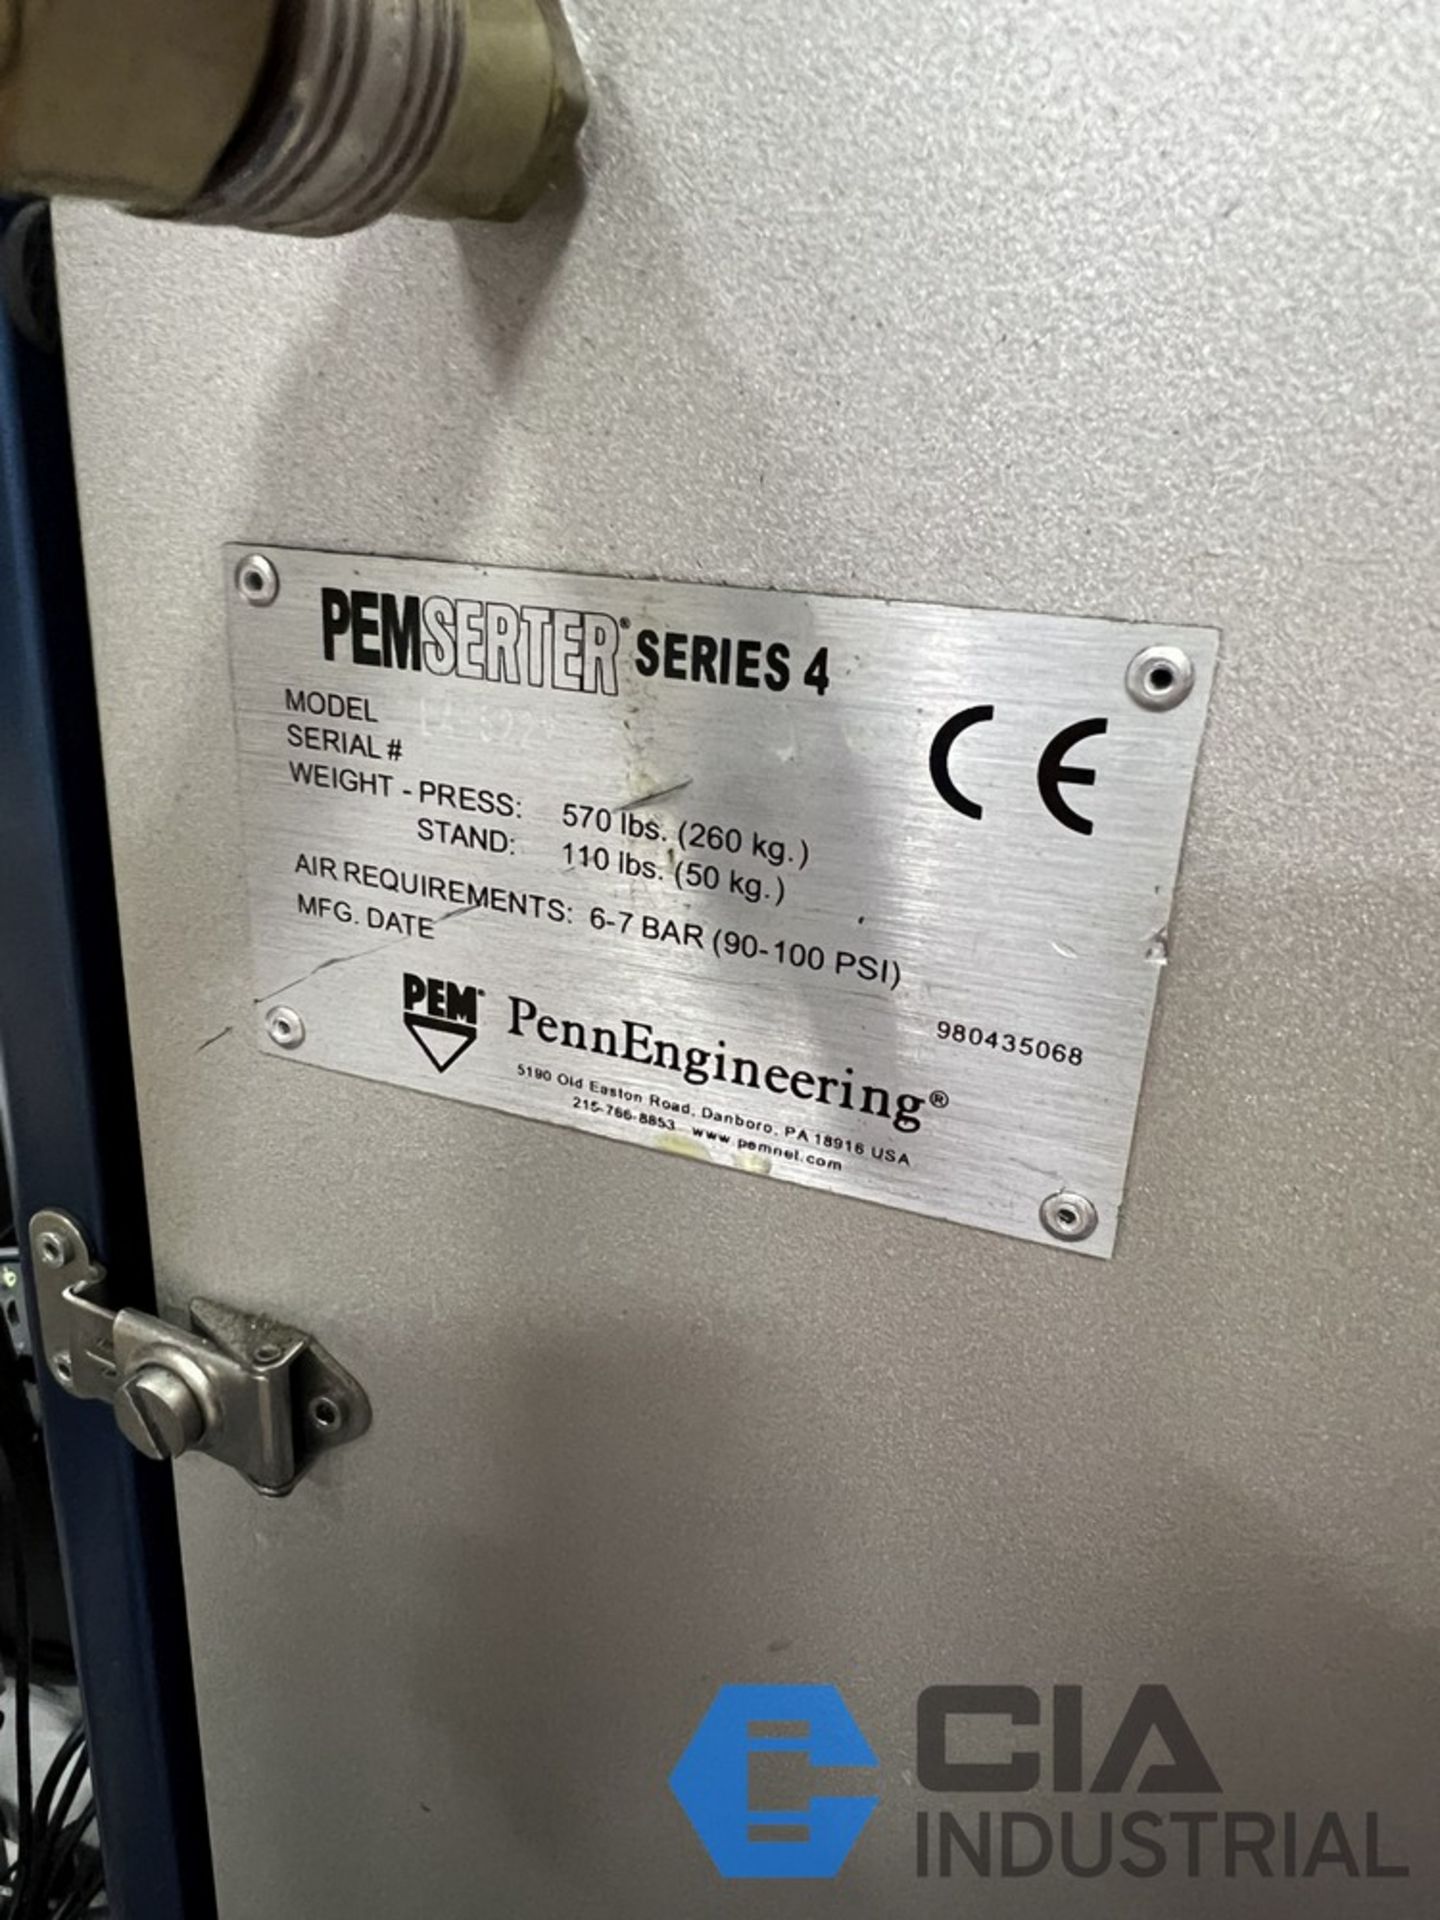 PEMSERTER® SERIES 4
MODEL
SERIAL #
WEIGHT - PRESS: 570 lbs. (260 kg.)
STAND: 110 lbs. (50 kg.)
AIR REQUIREMENTS: 6-7 BAR (90-100 PSI)
MFG. DATE
CE
980435068
PEM® PennEngineering®
5190 Old Easton Road, Danboro, PA 18916 USA
215-766-8853 www.pemnet.com
CIA
INDUSTRIAL